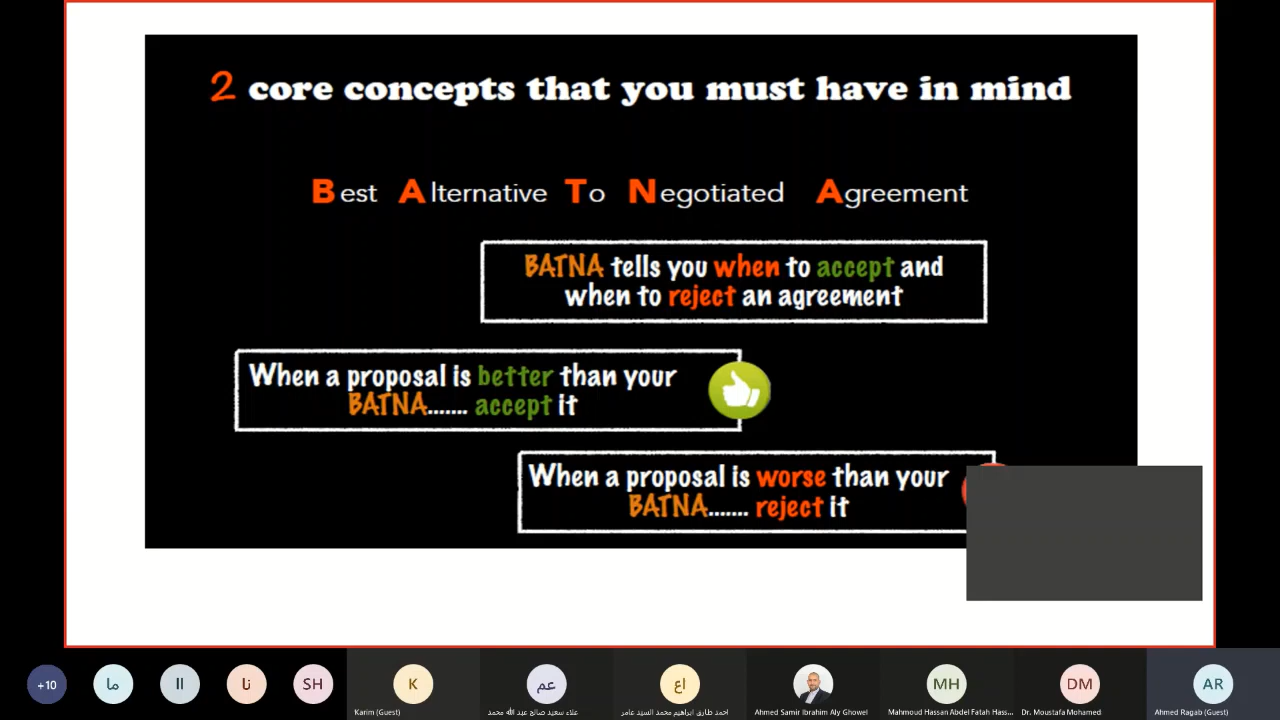 2 core concepts that you must have in mind
Best Alternative To Negotiated Agreement
BATNA tells you when to accept and
when to reject an agreement
When a proposal is better than your
BATNA....... accept it
When a proposal is worse than your
BATNA....... reject it
+10
ما
اا
نا
SH
K
عم
اع
MH
DM
AR
Karim (Guest)
علاء سعيد صالح عبد الله محمد
احمد طارق ابراهيم محمد السيد عامر
Ahmed Samir Ibrahim Aly Ghowel
Mahmoud Hassan Abdel Fatah Hass...
Dr. Moustafa Mohamed
Ahmed Ragab (Guest)